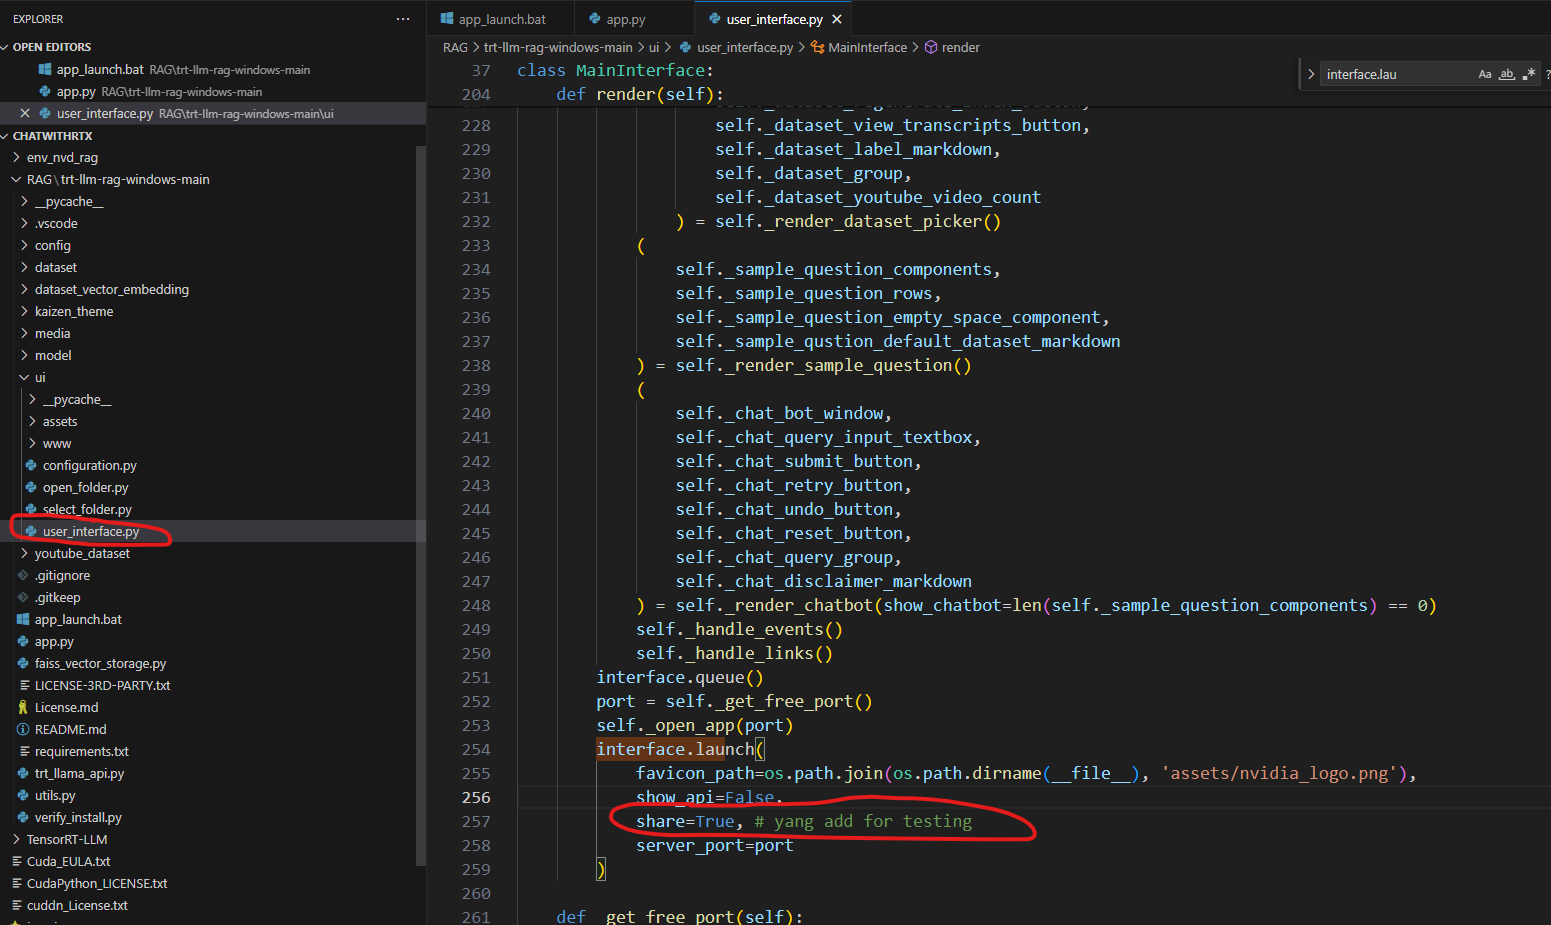 EXPLORER
...
OPEN EDITORS
app_launch.bat RAG\trt-llm-rag-windows-main
app.py RAG\trt-llm-rag-windows-main
user_interface.py RAG\trt-llm-rag-windows-main\ui
CHATWITHRTX
env_nvd_rag
RAG\trt-llm-rag-windows-main
__pycache__
.vscode
config
dataset
dataset_vector_embedding
kaizen_theme
media
model
ui
__pycache__
assets
www
configuration.py
open_folder.py
select_folder.py
user_interface.py
youtube_dataset
.gitignore
.gitkeep
app_launch.bat
app.py
faiss_vector_storage.py
LICENSE-3RD-PARTY.txt
License.md
README.md
requirements.txt
trt_llama_api.py
utils.py
verify_install.py
TensorRT-LLM
Cuda_EULA.txt
CudaPython_LICENSE.txt
cuddn_License.txt
app_launch.bat app.py user_interface.py
RAG > trt-llm-rag-windows-main > ui > user_interface.py > MainInterface > render
interface.lau Aa ab .* ?
37 class MainInterface:
204 def render(self):
228 self._dataset_view_transcripts_button,
229 self._dataset_label_markdown,
230 self._dataset_group,
231 self._dataset_youtube_video_count
232 ) = self._render_dataset_picker()
233 (
234 self._sample_question_components,
235 self._sample_question_rows,
236 self._sample_question_empty_space_component,
237 self._sample_qustion_default_dataset_markdown
238 ) = self._render_sample_question()
239 (
240 self._chat_bot_window,
241 self._chat_query_input_textbox,
242 self._chat_submit_button,
243 self._chat_retry_button,
244 self._chat_undo_button,
245 self._chat_reset_button,
246 self._chat_query_group,
247 self._chat_disclaimer_markdown
248 ) = self._render_chatbot(show_chatbot=len(self._sample_question_components) == 0)
249 self._handle_events()
250 self._handle_links()
251 interface.queue()
252 port = self._get_free_port()
253 self._open_app(port)
254 interface.launch(
255 favicon_path=os.path.join(os.path.dirname(__file__), 'assets/nvidia_logo.png'),
256 show_api=False,
257 share=True, # yang add for testing
258 server_port=port
259 )
260
261 def _get_free_port(self):